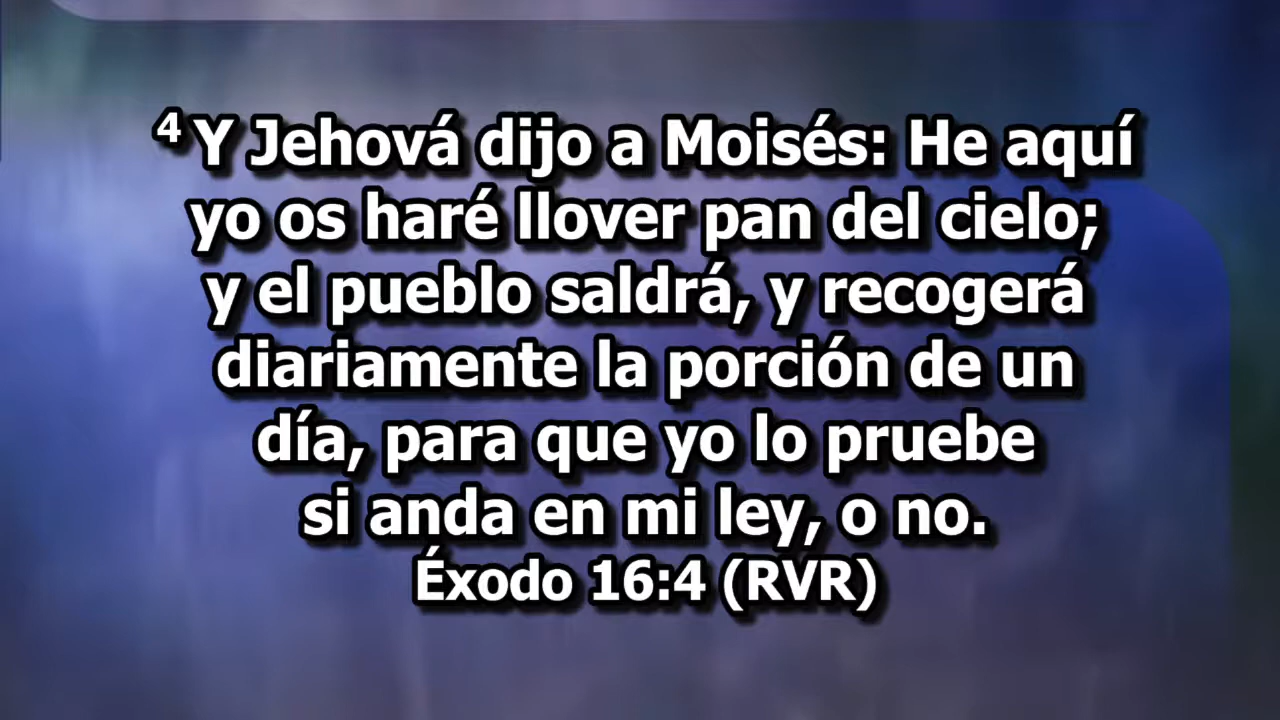 4 Y Jehová dijo a Moisés: He aquí
yo os haré llover pan del cielo;
y el pueblo saldrá, y recogerá
diariamente la porción de un
día, para que yo lo pruebe
si anda en mi ley, o no.
Éxodo 16:4 (RVR)